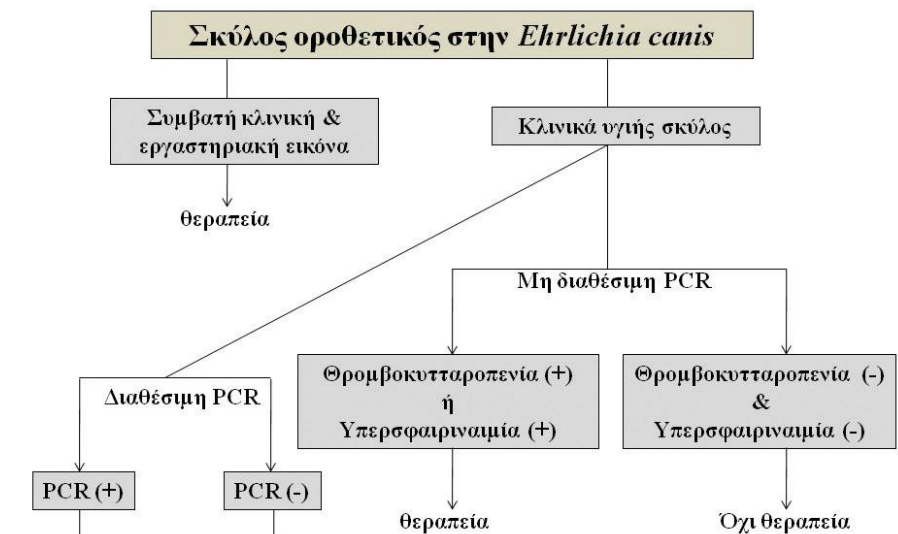 Σκύλος οροθετικός στην Ehrlichia canis
Συμβατή κλινική &
εργαστηριακή εικόνα
Κλινικά υγιής σκύλος
θεραπεία
Μη διαθέσιμη PCR
Διαθέσιμη PCR
Θρομβοκυτταροπενία (+)
ή
Υπερσφαιριναιμία (+)
Θρομβοκυτταροπενία (-)
&
Υπερσφαιριναιμία (-)
PCR (+)
PCR (-)
θεραπεία
Όχι θεραπεία